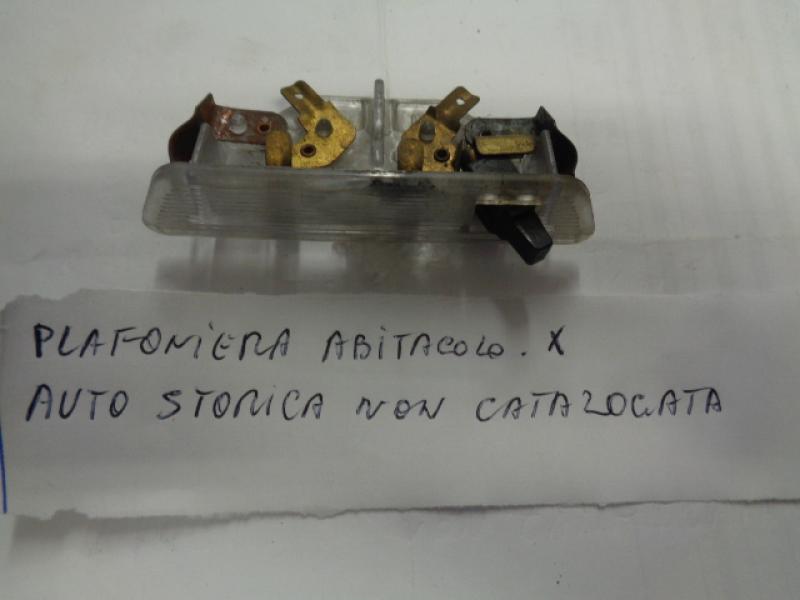 PLAFONIERA ABITACOLO. X
AUTO STORICA NON CATALOGATA